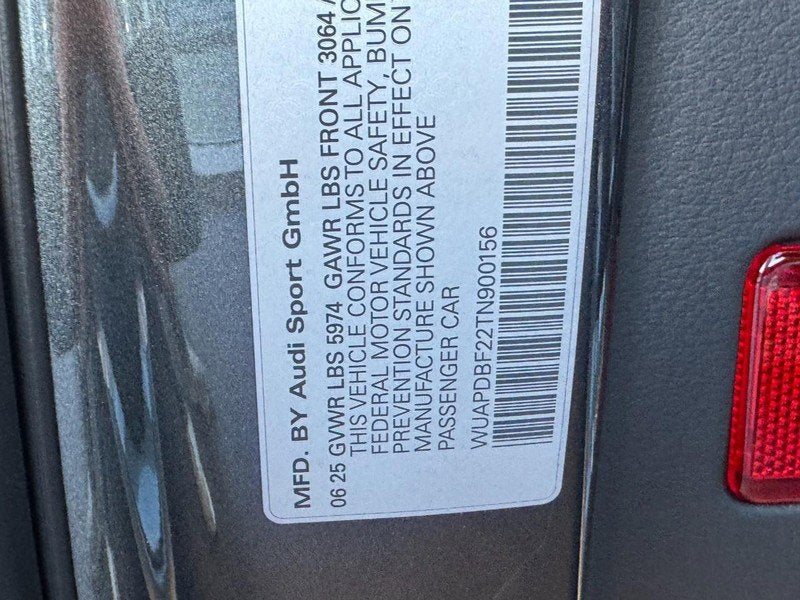 MFD. BY Audi Sport GmbH
06 25 GVWR LBS 5974 GAWR LBS FRONT 3064
THIS VEHICLE CONFORMS TO ALL
FEDERAL MOTOR VEHICLE SAFETY,
PREVENTION STANDARDS IN EFFECT ON
MANUFACTURE SHOWN ABOVE
PASSENGER CAR
WUAPDBF22TN900156